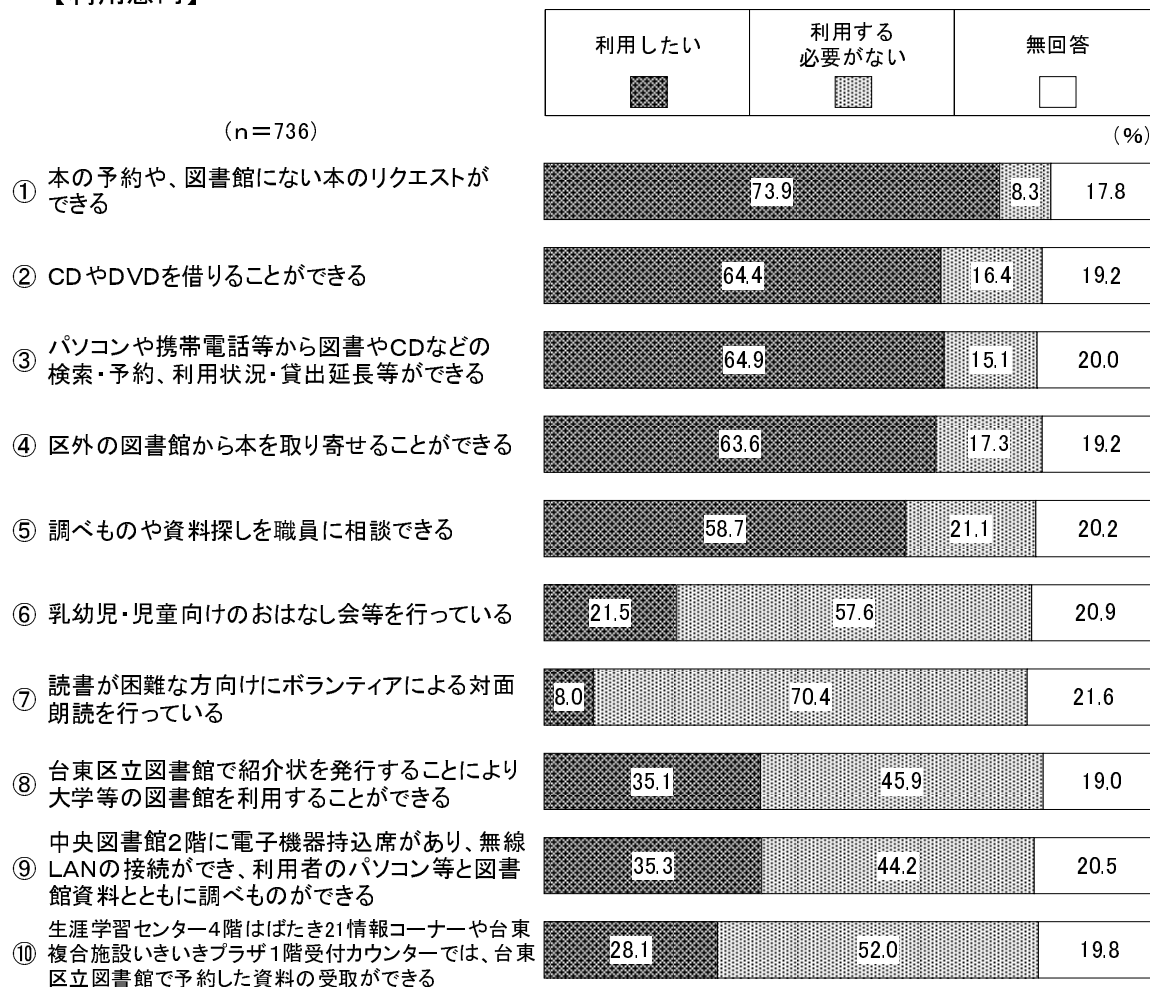 利用したい
利用する
必要がない
無回答
(n=736)
(%)
① 本の予約や、図書館にない本のリクエストが
できる
73.9 8.3 17.8
② CDやDVDを借りることができる
64.4 16.4 19.2
③ パソコンや携帯電話等から図書やCDなどの
検索・予約、利用状況・貸出延長等ができる
64.9 15.1 20.0
④ 区外の図書館から本を取り寄せることができる
63.6 17.3 19.2
⑤ 調べものや資料探しを職員に相談できる
58.7 21.1 20.2
⑥ 乳幼児・児童向けのおはなし会等を行っている
21.5 57.6 20.9
⑦ 読書が困難な方向けにボランティアによる対面
朗読を行っている
8.0 70.4 21.6
⑧ 台東区立図書館で紹介状を発行することにより
大学等の図書館を利用することができる
35.1 45.9 19.0
⑨ 中央図書館2階に電子機器持込席があり、無線
LANの接続ができ、利用者のパソコン等と図書
館資料とともに調べものができる
35.3 44.2 20.5
⑩ 生涯学習センター4階はばたき21情報コーナーや台東
複合施設いきいきプラザ1階受付カウンターでは、台東
区立図書館で予約した資料の受取ができる
28.1 52.0 19.8